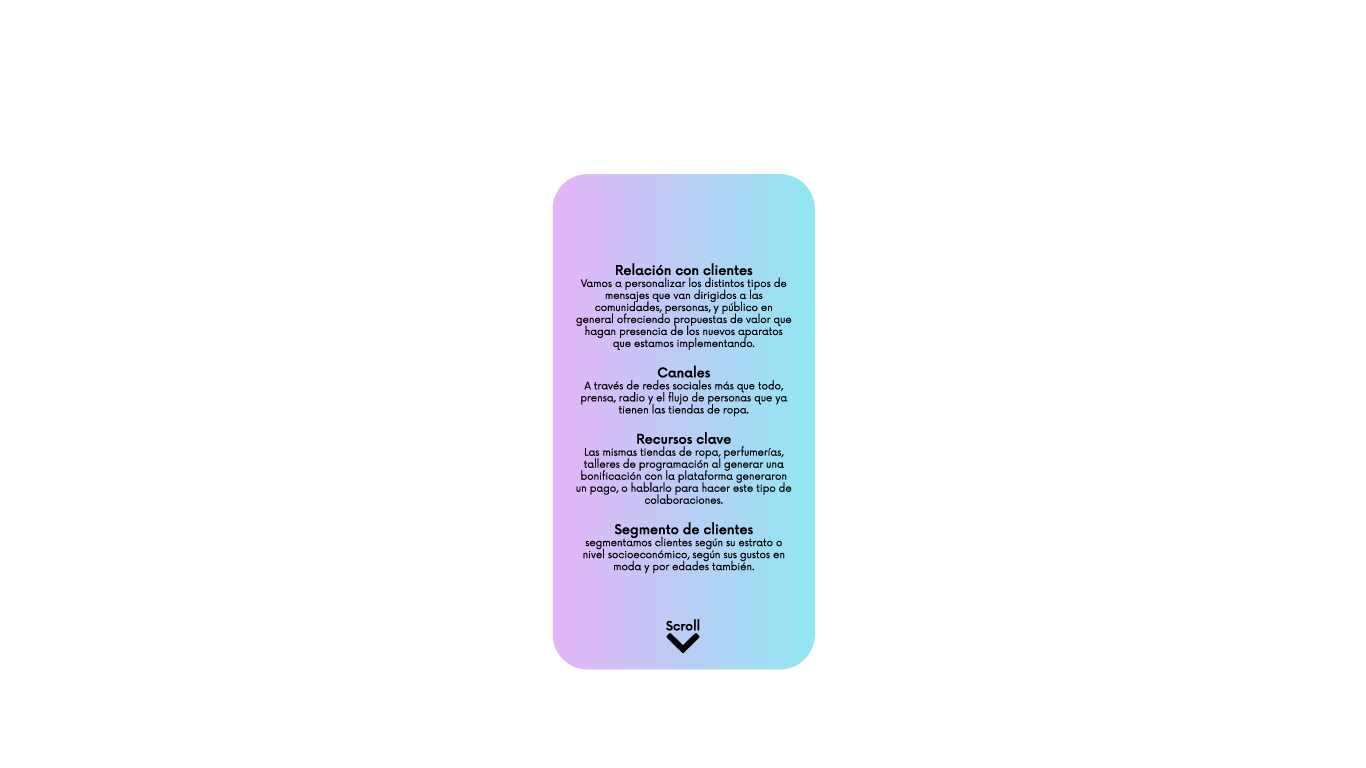 Relación con clientes
Vamos a personalizar los distintos tipos de
mensajes que van dirigidos a las
comunidades, personas, y público en
general ofreciendo propuestas de valor que
hagan presencia de los nuevos aparatos
que estamos implementando.
Canales
A través de redes sociales más que todo,
prensa, radio y el flujo de personas que ya
tienen las tiendas de ropa.
Recursos clave
Las mismas tiendas de ropa, perfumerías,
talleres de programación al generar una
bonificación con la plataforma generaron
un pago, o hablarlo para hacer este tipo de
colaboraciones.
Segmento de clientes
segmentamos clientes según su estrato o
nivel socioeconómico, según sus gustos en
moda y por edades también.
Scroll